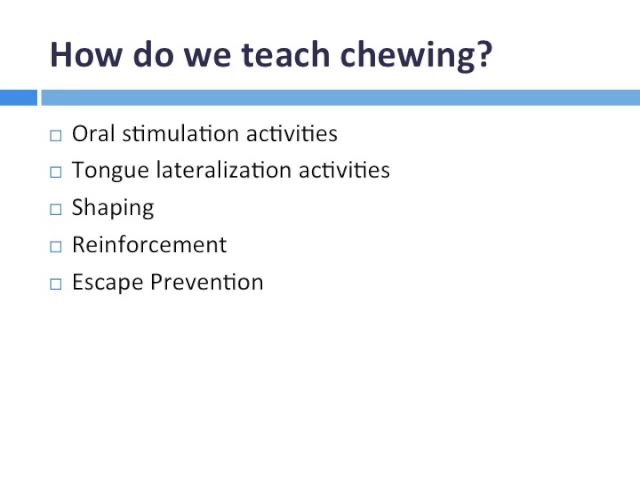 How do we teach chewing?
Oral stimulation activities
Tongue lateralization activities
Shaping
Reinforcement
Escape Prevention